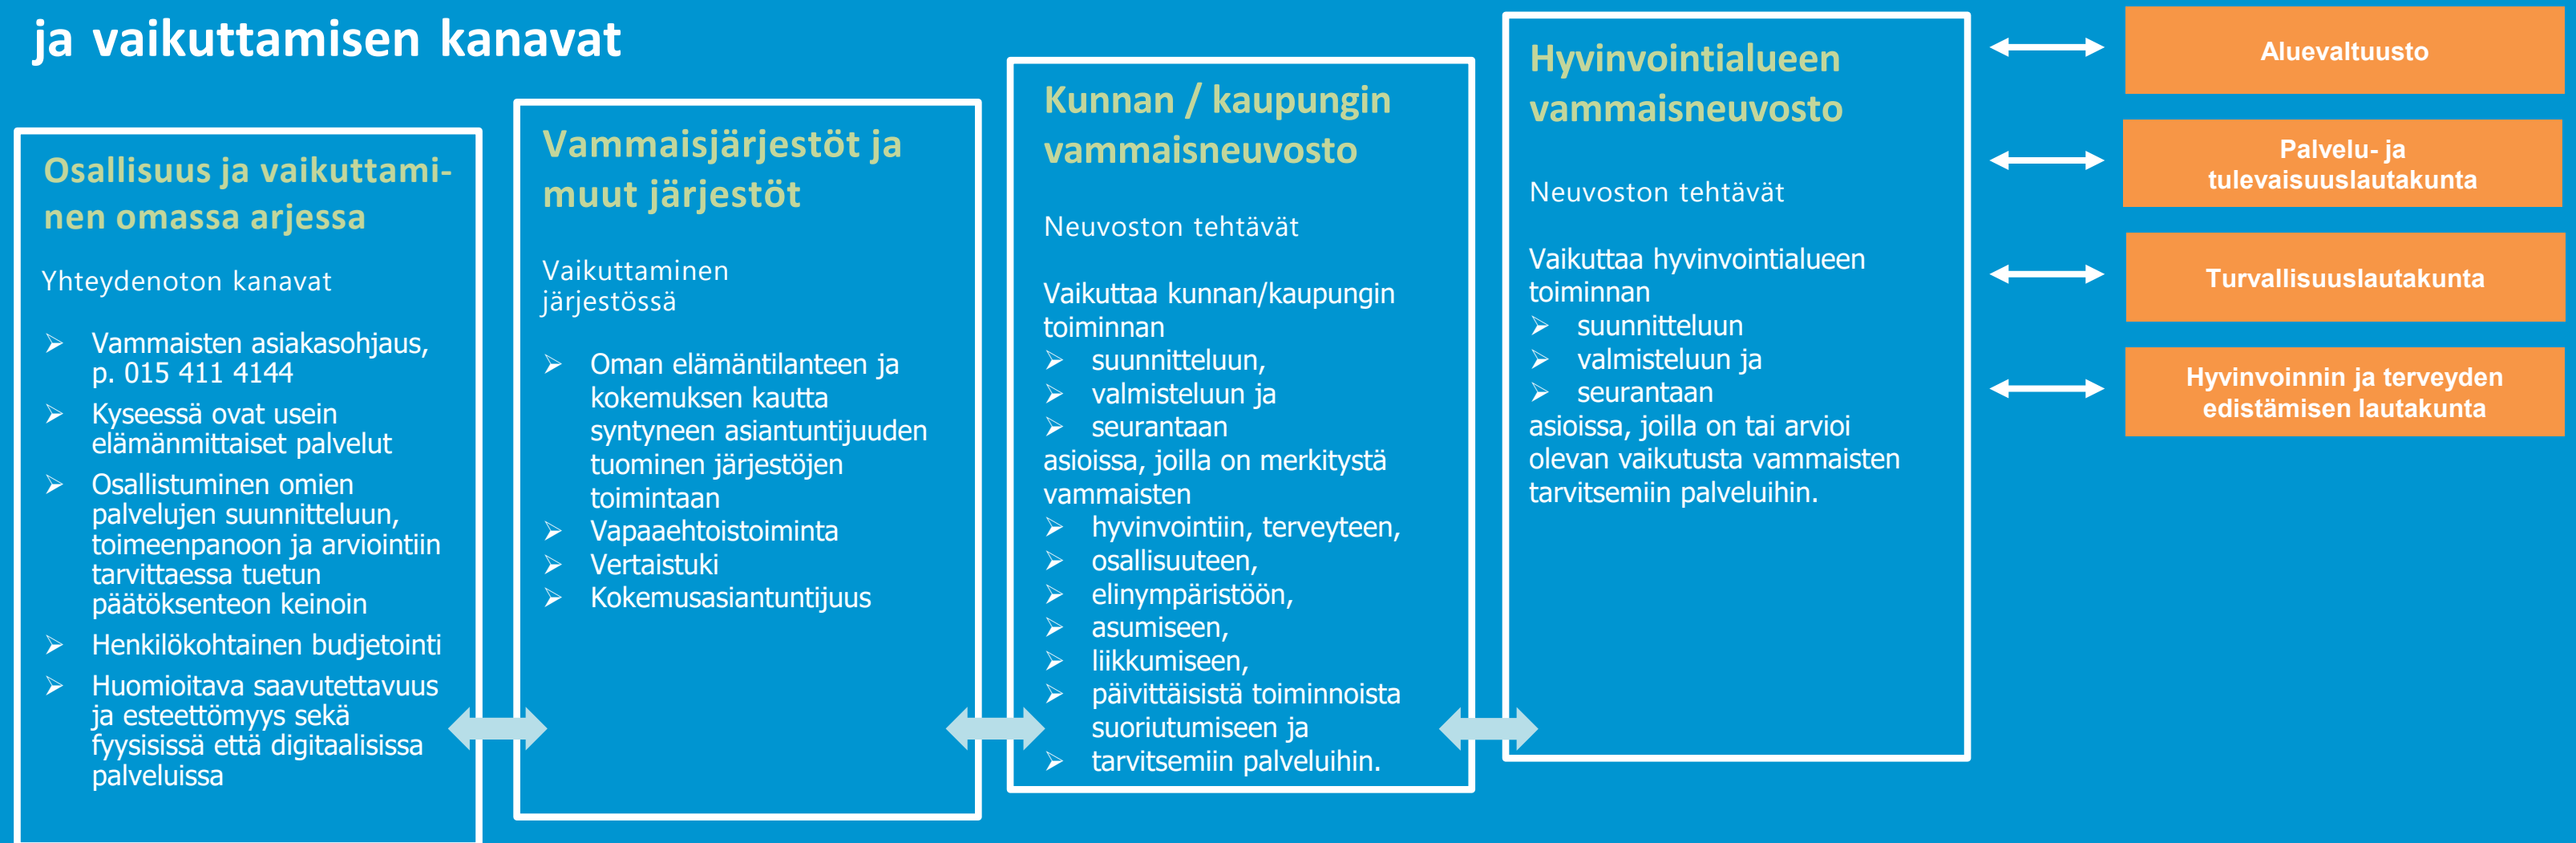 ja vaikuttamisen kanavat
Osallisuus ja vaikuttami-
nen omassa arjessa
Yhteydenoton kanavat
➢ Vammaisten asiakasohjaus,
p. 015 411 4144
➢ Kyseessä ovat usein
elämänmittaiset palvelut
➢ Osallistuminen omien
palvelujen suunnitteluun,
toimeenpanoon ja arviointiin
tarvittaessa tuetun
päätöksenteon keinoin
➢ Henkilökohtainen budjetointi
➢ Huomioitava saavutettavuus
ja esteettömyys sekä
fyysisissä että digitaalisissa
palveluissa
Vammaisjärjestöt ja
muut järjestöt
Vaikuttaminen
järjestössä
➢ Oman elämäntilanteen ja
kokemuksen kautta
syntyneen asiantuntijuuden
tuominen järjestöjen
toimintaan
➢ Vapaaehtoistoiminta
➢ Vertaistuki
➢ Kokemusasiantuntijuus
Kunnan / kaupungin
vammaisneuvosto
Neuvoston tehtävät
Vaikuttaa kunnan/kaupungin
toiminnan
➢ suunnitteluun,
➢ valmisteluun ja
➢ seurantaan
asioissa, joilla on merkitystä
vammaisten
➢ hyvinvointiin, terveyteen,
➢ osallisuuteen,
➢ elinympäristöön,
➢ asumiseen,
➢ liikkumiseen,
➢ päivittäisistä toiminnoista
suoriutumiseen ja
➢ tarvitsemiin palveluihin.
Hyvinvointialueen
vammaisneuvosto
Neuvoston tehtävät
Vaikuttaa hyvinvointialueen
toiminnan
➢ suunnitteluun
➢ valmisteluun ja
➢ seurantaan
asioissa, joilla on tai arvioi
olevan vaikutusta vammaisten
tarvitsemiin palveluihin.
Aluevaltuusto
Palvelu- ja
tulevaisuuslautakunta
Turvallisuuslautakunta
Hyvinvoinnin ja terveyden
edistämisen lautakunta